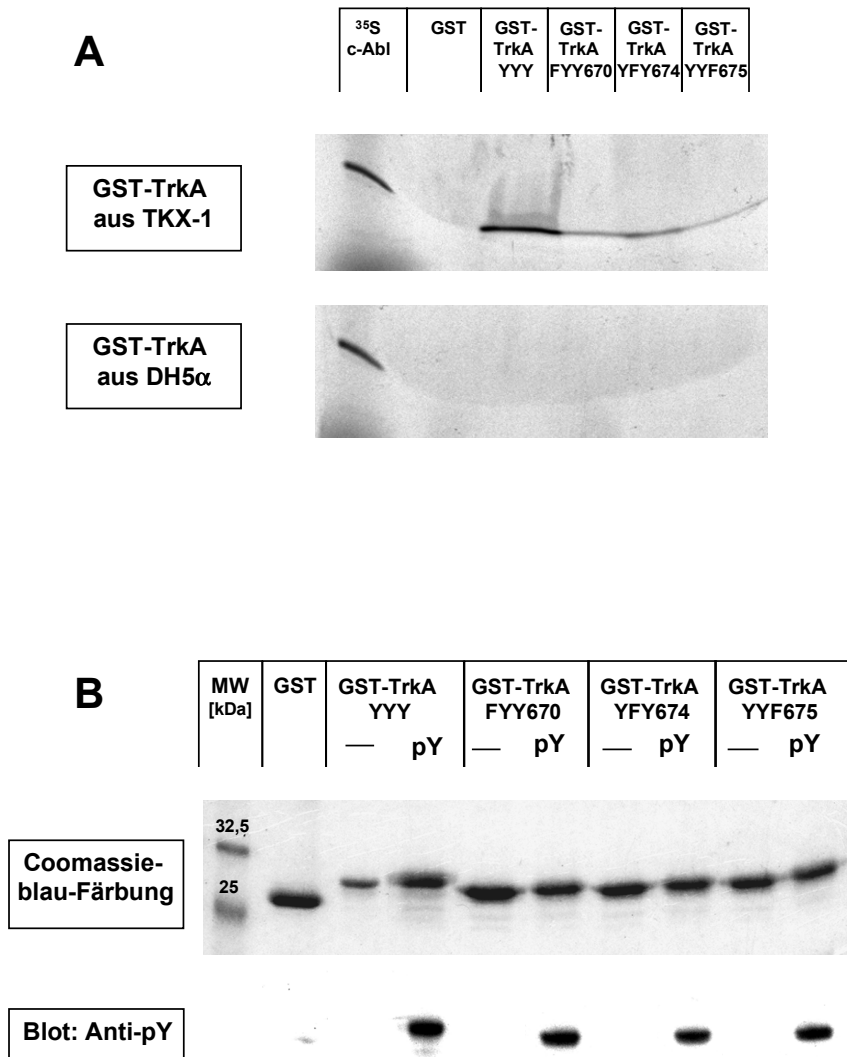 A
35S
c-Abl
GST
GST-
TrkA
YYY
GST-
TrkA
FYY670
GST-
TrkA
YFY674
GST-
TrkA
YYF675
GST-TrkA
aus TKX-1
GST-TrkA
aus DH5α
B
MW
[kDa]
GST
GST-TrkA
YYY
— pY
GST-TrkA
FYY670
— pY
GST-TrkA
YFY674
— pY
GST-TrkA
YYF675
— pY
Coomassie-
blau-Färbung
32,5
25
Blot: Anti-pY